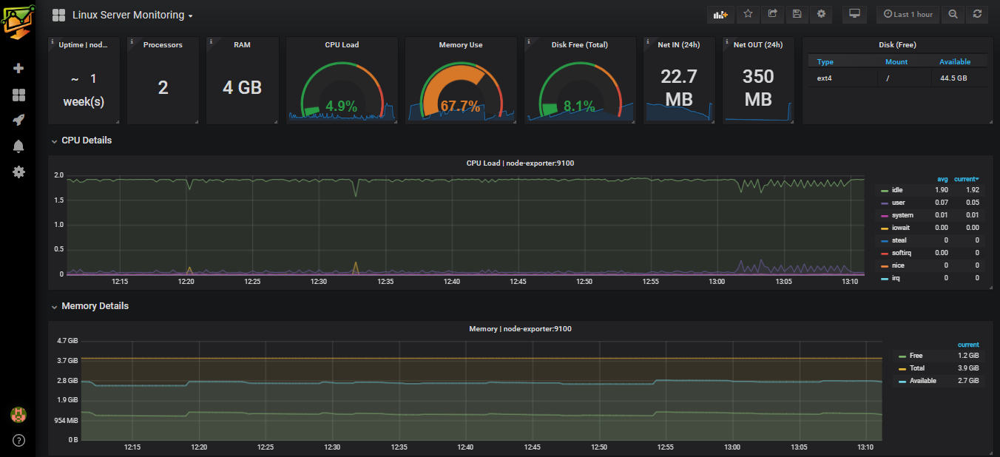 Linux Server Monitoring
Last 1 hour
Uptime | nod...
~ 1
week(s)
Processors
2
RAM
4 GB
CPU Load
4.9%
Memory Use
67.7%
Disk Free (Total)
8.1%
Net IN (24h)
22.7
MB
Net OUT (24h)
350
MB
Disk (Free)
Type Mount Available
ext4 / 44.5 GB
CPU Details
CPU Load | node-exporter:9100
2.0
1.5
1.0
0.5
0
12:15 12:20 12:25 12:30 12:35 12:40 12:45 12:50 12:55 13:00 13:05 13:10
avg current
idle 1.90 1.92
user 0.07 0.05
system 0.01 0.01
iowait 0.00 0.00
steal 0 0
softirq 0.00 0
nice 0 0
irq 0 0
Memory Details
Memory | node-exporter:9100
4.7 GiB
3.7 GiB
2.8 GiB
1.9 GiB
954 MiB
0 B
12:15 12:20 12:25 12:30 12:35 12:40 12:45 12:50 12:55 13:00 13:05 13:10
current
Free 1.2 GiB
Total 3.9 GiB
Available 2.7 GiB